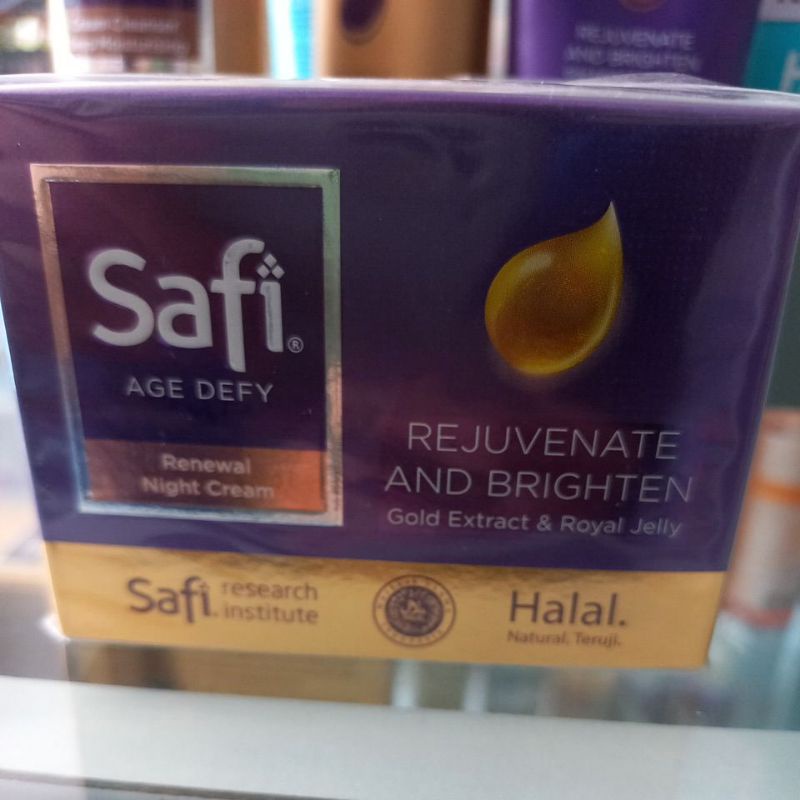 REJUVENATE
AND BRIGHTEN
Safi®
AGE DEFY
Renewal
Night Cream
REJUVENATE
AND BRIGHTEN
Gold Extract & Royal Jelly
Safi. research
institute
Halal.
Natural. Teruji.